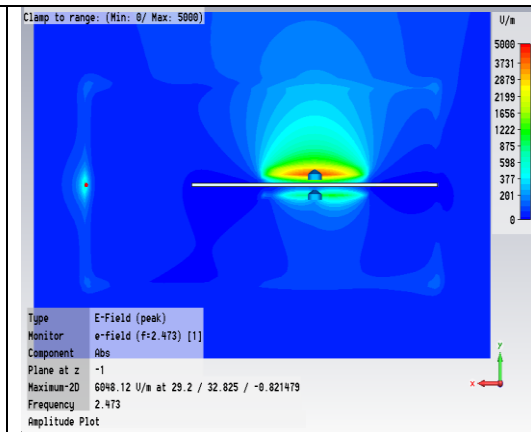 Clamp to range: (Min: 0/ Max: 5000)
V/m
5000
3731
2879
2199
1656
1222
875
598
377
201
0
Type E-Field (peak)
Monitor e-field (f=2.473) [1]
Component Abs
Plane at z -1
Maximum-2D 6048.12 V/m at 29.2 / 32.825 / -0.821479
Frequency 2.473
Amplitude Plot
y
x